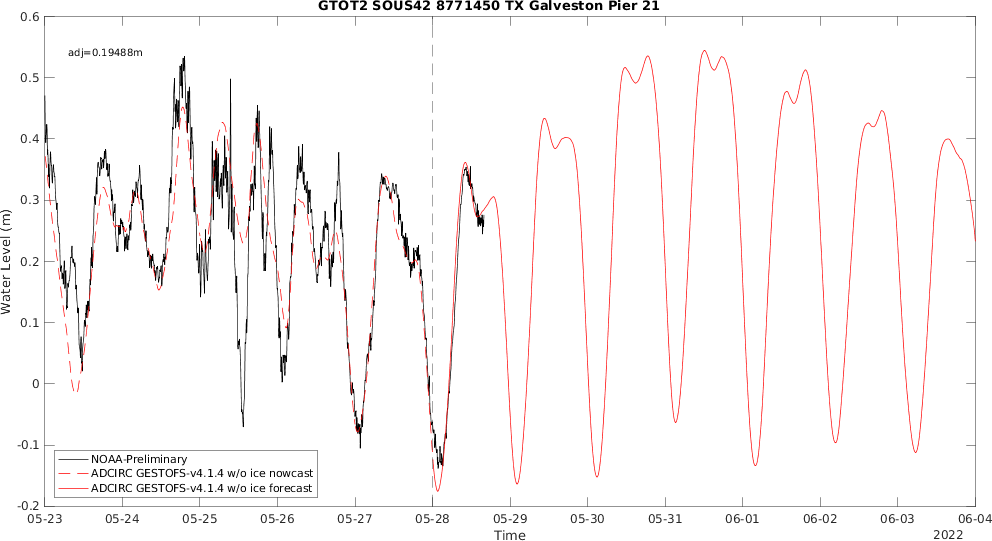 GTOT2 SOUS42 8771450 TX Galveston Pier 21
adj=0.19488m
0.6
0.5
0.4
0.3
0.2
0.1
0
-0.1
-0.2
Water Level (m)
NOAA-Preliminary
ADCIRC GESTOFS-v4.1.4 w/o ice nowcast
ADCIRC GESTOFS-v4.1.4 w/o ice forecast
05-23 05-24 05-25 05-26 05-27 05-28 05-29 05-30 05-31 06-01 06-02 06-03 06-04
Time
2022